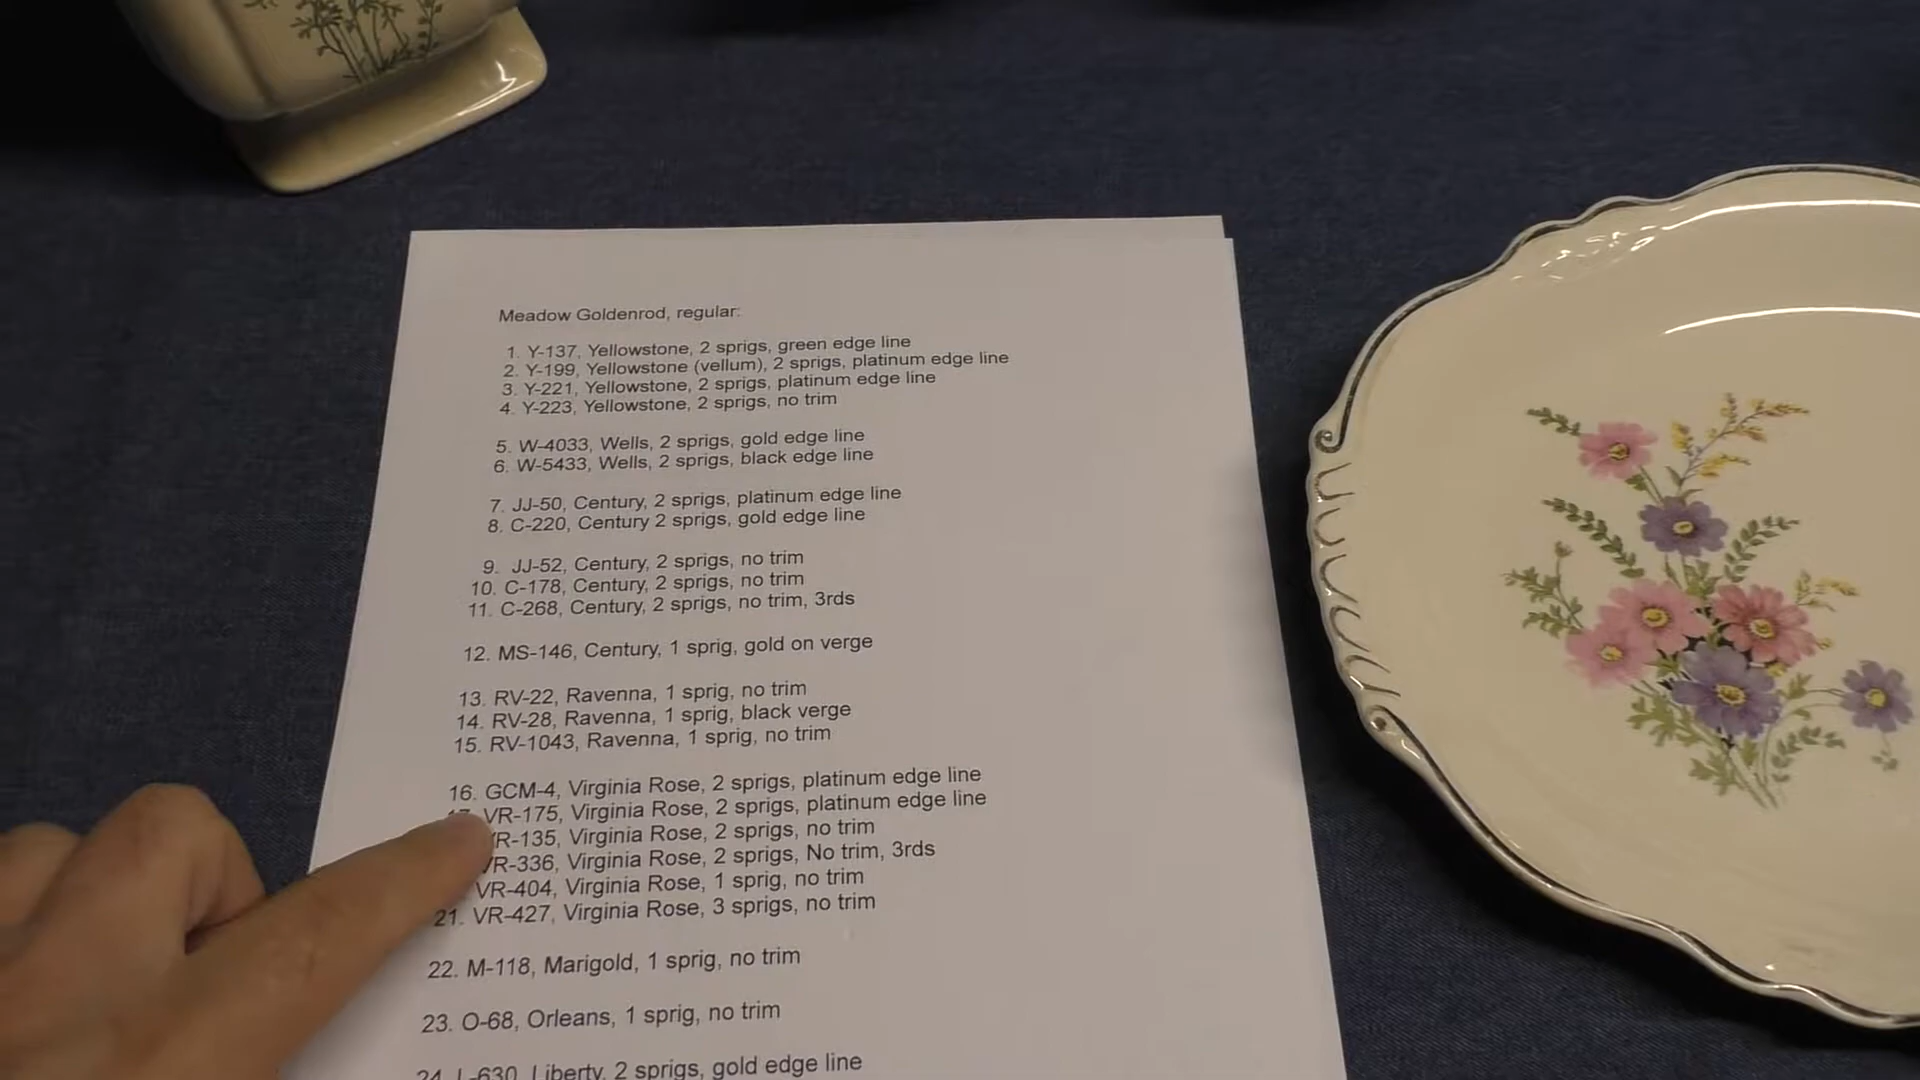 Meadow Goldenrod, regular:
1. Y-137, Yellowstone, 2 sprigs, green edge line
2. Y-199, Yellowstone (vellum), 2 sprigs, platinum edge line
3. Y-221, Yellowstone, 2 sprigs, platinum edge line
4. Y-223, Yellowstone, 2 sprigs, no trim
5. W-4033, Wells, 2 sprigs, gold edge line
6. W-5433, Wells, 2 sprigs, black edge line
7. JJ-50, Century, 2 sprigs, platinum edge line
8. C-220, Century 2 sprigs, gold edge line
9. JJ-52, Century, 2 sprigs, no trim
10. C-178, Century, 2 sprigs, no trim
11. C-268, Century, 2 sprigs, no trim, 3rds
12. MS-146, Century, 1 sprig, gold on verge
13. RV-22, Ravenna, 1 sprig, no trim
14. RV-28, Ravenna, 1 sprig, black verge
15. RV-1043, Ravenna, 1 sprig, no trim
16. GCM-4, Virginia Rose, 2 sprigs, platinum edge line
17. VR-175, Virginia Rose, 2 sprigs, platinum edge line
R-135, Virginia Rose, 2 sprigs, no trim
VR-336, Virginia Rose, 2 sprigs, No trim, 3rds
VR-404, Virginia Rose, 1 sprig, no trim
21. VR-427, Virginia Rose, 3 sprigs, no trim
22. M-118, Marigold, 1 sprig, no trim
23. O-68, Orleans, 1 sprig, no trim
24. L-630, Liberty, 2 sprigs, gold edge line